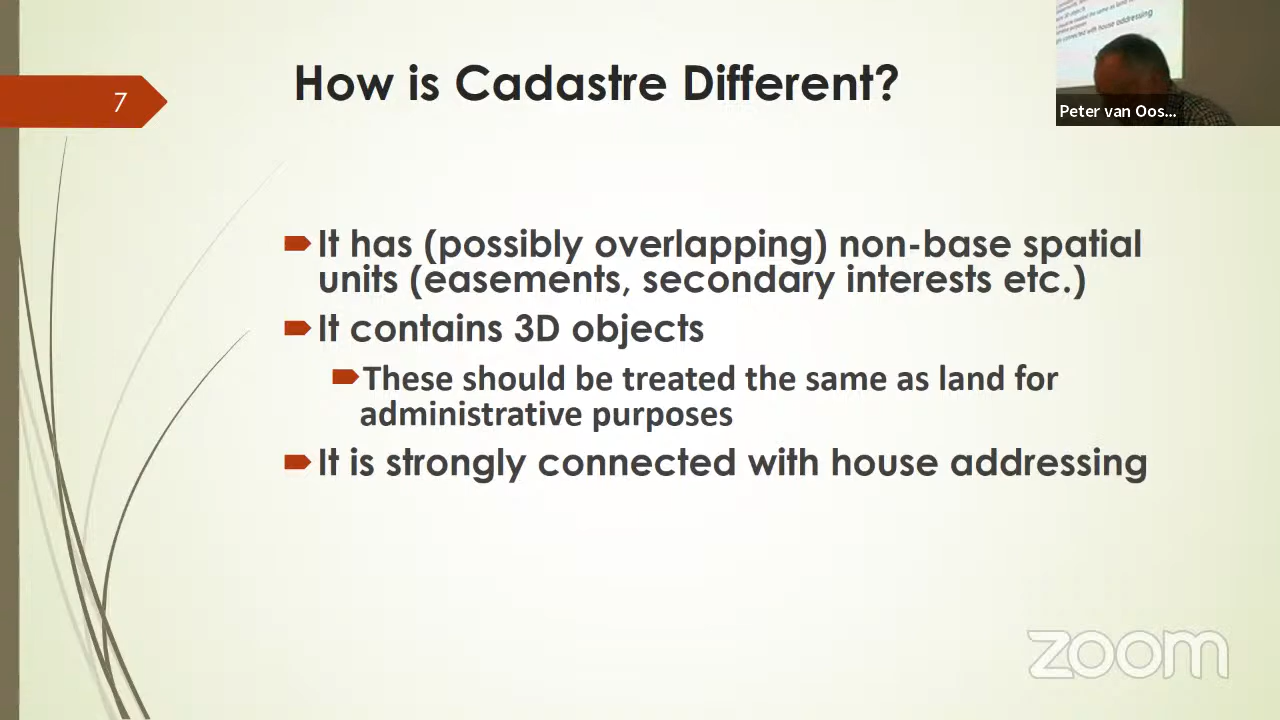 How is Cadastre Different?
7
Peter van Oos...
It has (possibly overlapping) non-base spatial
units (easements, secondary interests etc.)
It contains 3D objects
These should be treated the same as land for
administrative purposes
It is strongly connected with house addressing
zoom